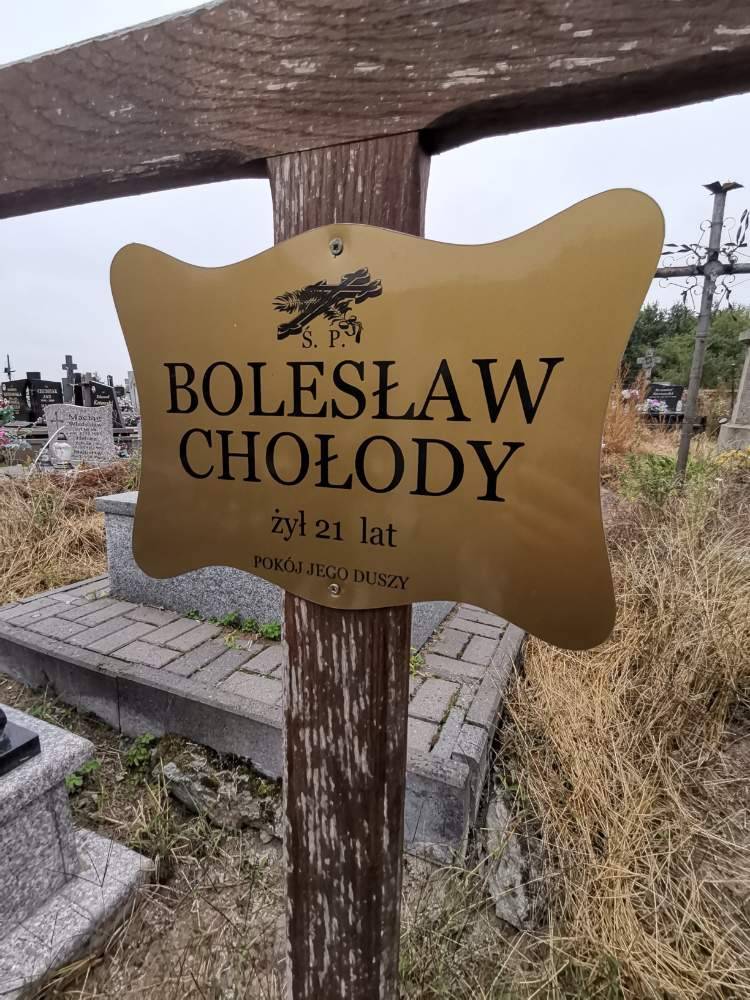 Ś. P.
BOLESŁAW
CHOŁODY
żył 21 lat
POKÓJ JEGO DUSZY